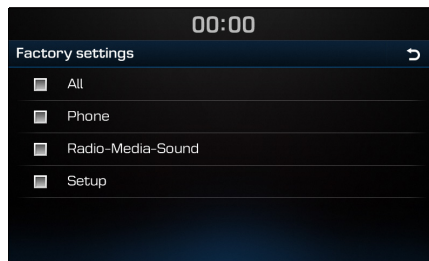 00:00
Factory settings
All
Phone
Radio-Media-Sound
Setup